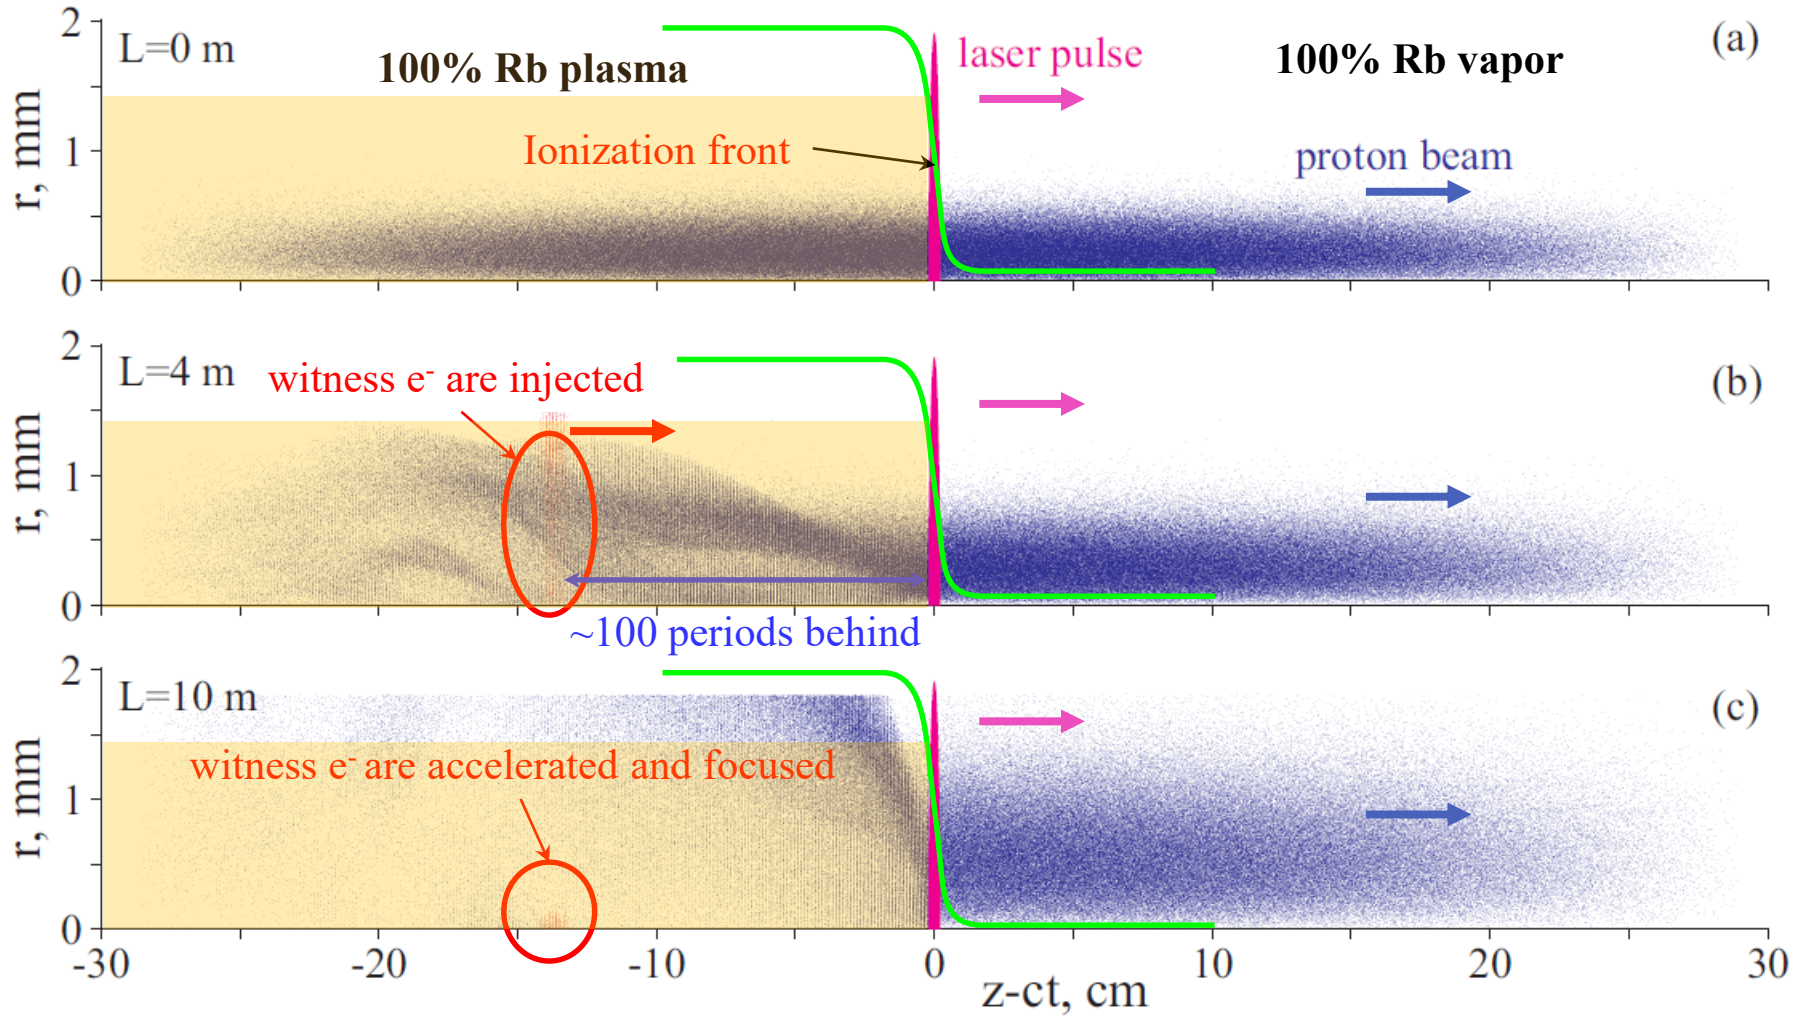 2
L=0 m
100% Rb plasma
laser pulse
100% Rb vapor
(a)
r, mm
1
Ionization front
proton beam
0
2
L=4 m
witness e- are injected
(b)
r, mm
1
0
~100 periods behind
2
L=10 m
(c)
r, mm
witness e- are accelerated and focused
1
0
-30 -20 -10 0 10 20 30
z-ct, cm